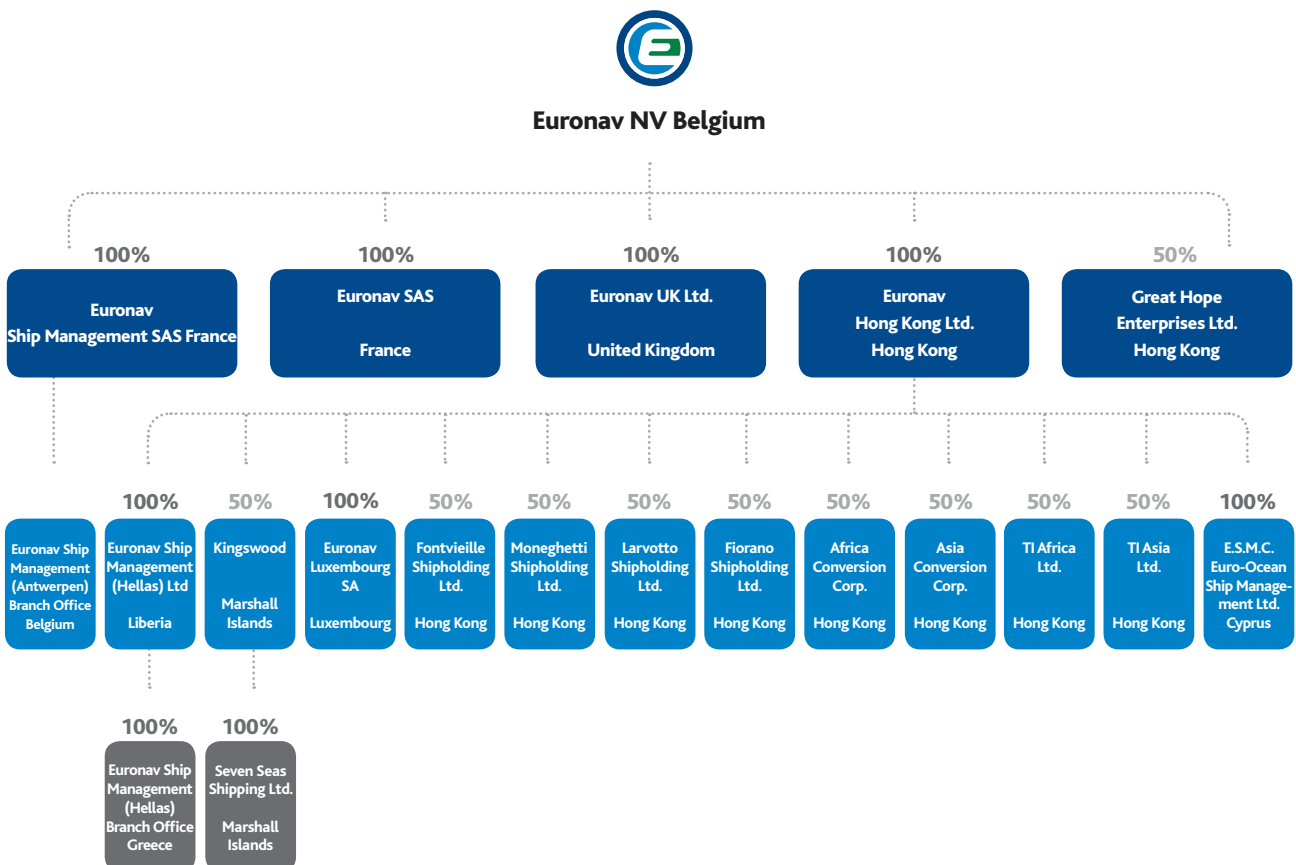 Euronav NV Belgium
100%
100%
100%
100%
50%
Euronav
Ship Management SAS France
Euronav SAS
France
Euronav UK Ltd.
United Kingdom
Euronav
Hong Kong Ltd.
Hong Kong
Great Hope
Enterprises Ltd.
Hong Kong
100%
50%
100%
50%
50%
50%
50%
50%
50%
50%
50%
100%
Euronav Ship
Management
(Antwerpen)
Branch Office
Belgium
Euronav Ship
Management
(Hellas) Ltd
Liberia
Kingswood
Marshall
Islands
Euronav
Luxembourg
SA
Luxembourg
Fontvieille
Shipholding
Ltd.
Hong Kong
Moneghetti
Shipholding
Ltd.
Hong Kong
Larvotto
Shipholding
Ltd.
Hong Kong
Fiorano
Shipholding
Ltd.
Hong Kong
Africa
Conversion
Corp.
Hong Kong
Asia
Conversion
Corp.
Hong Kong
TI Africa
Ltd.
Hong Kong
TI Asia
Ltd.
Hong Kong
E.S.M.C.
Euro-Ocean
Ship Manage-
ment Ltd.
Cyprus
100%
100%
Euronav Ship
Management
(Hellas)
Branch Office
Greece
Seven Seas
Shipping Ltd.
Marshall
Islands